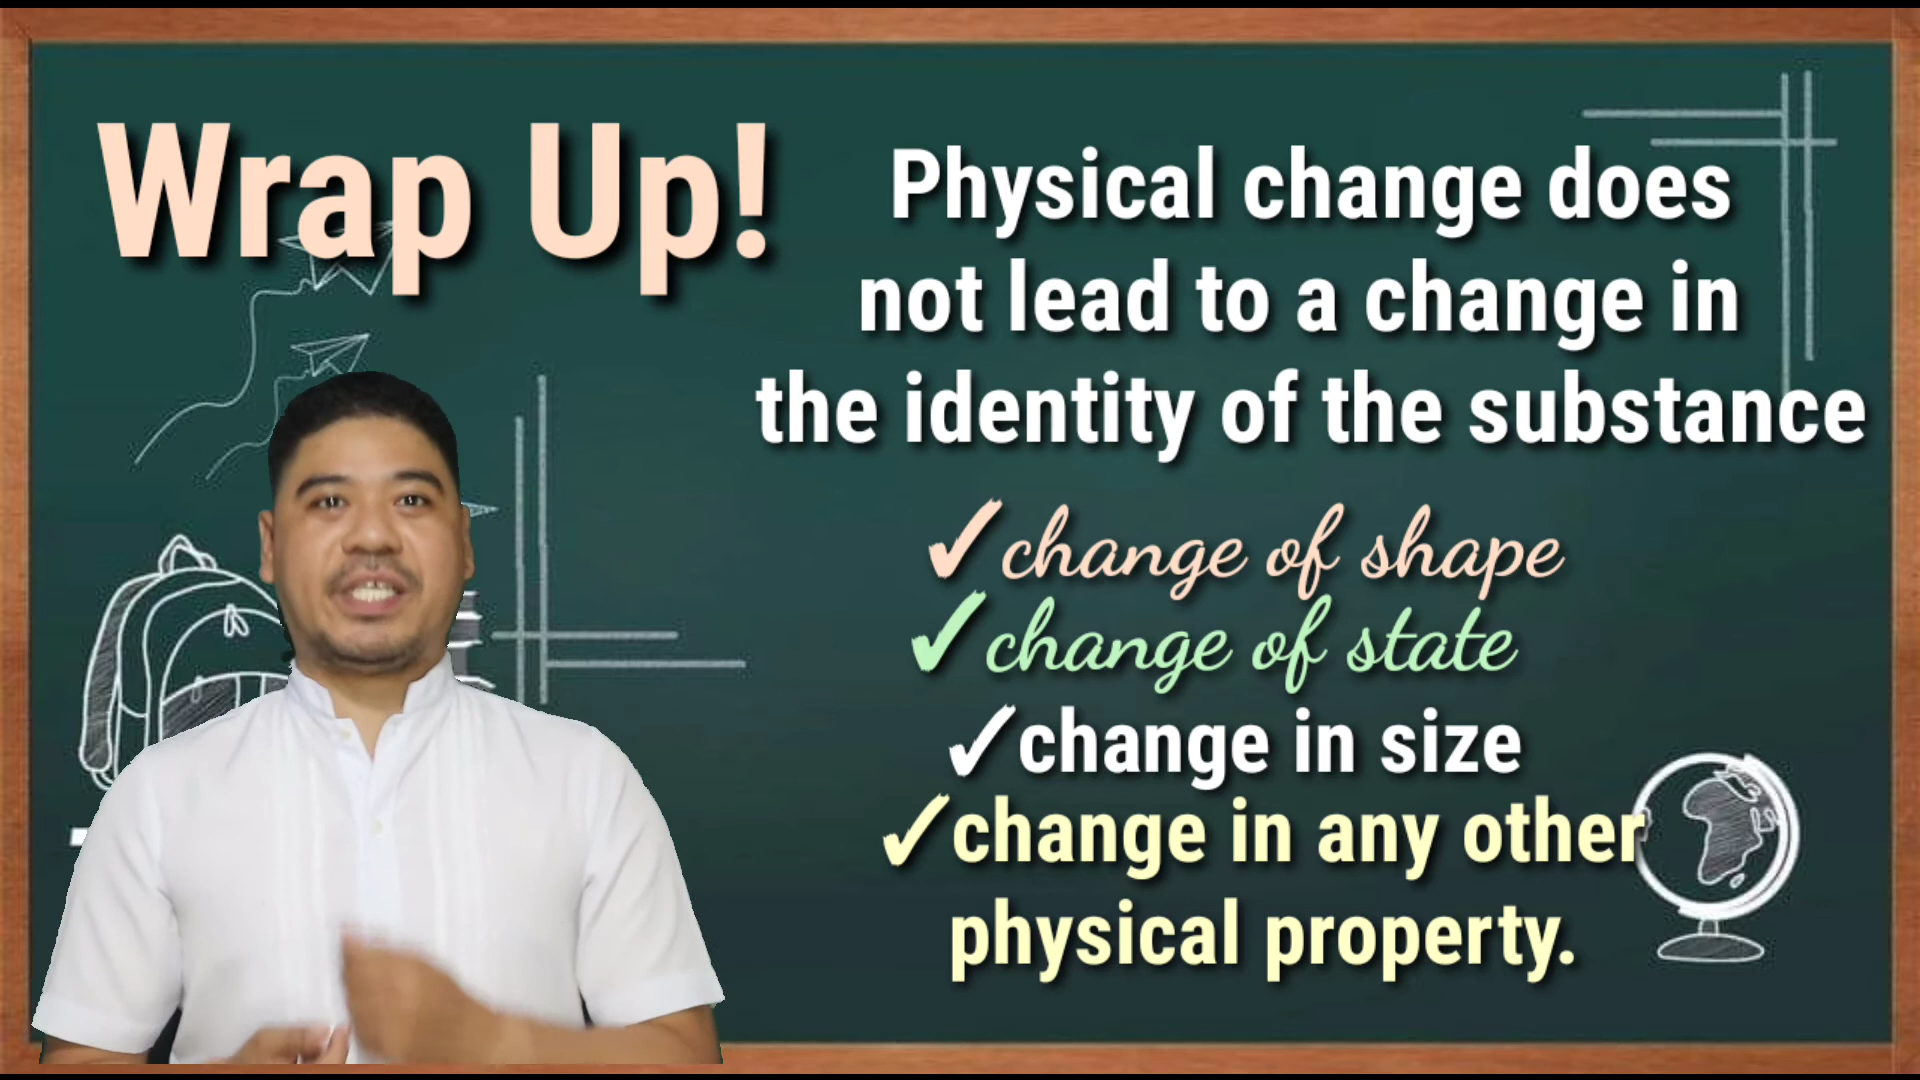 Wrap Up!
Physical change does
not lead to a change in
the identity of the substance
✓change of shape
✓change of state
✓change in size
✓change in any other
physical property.